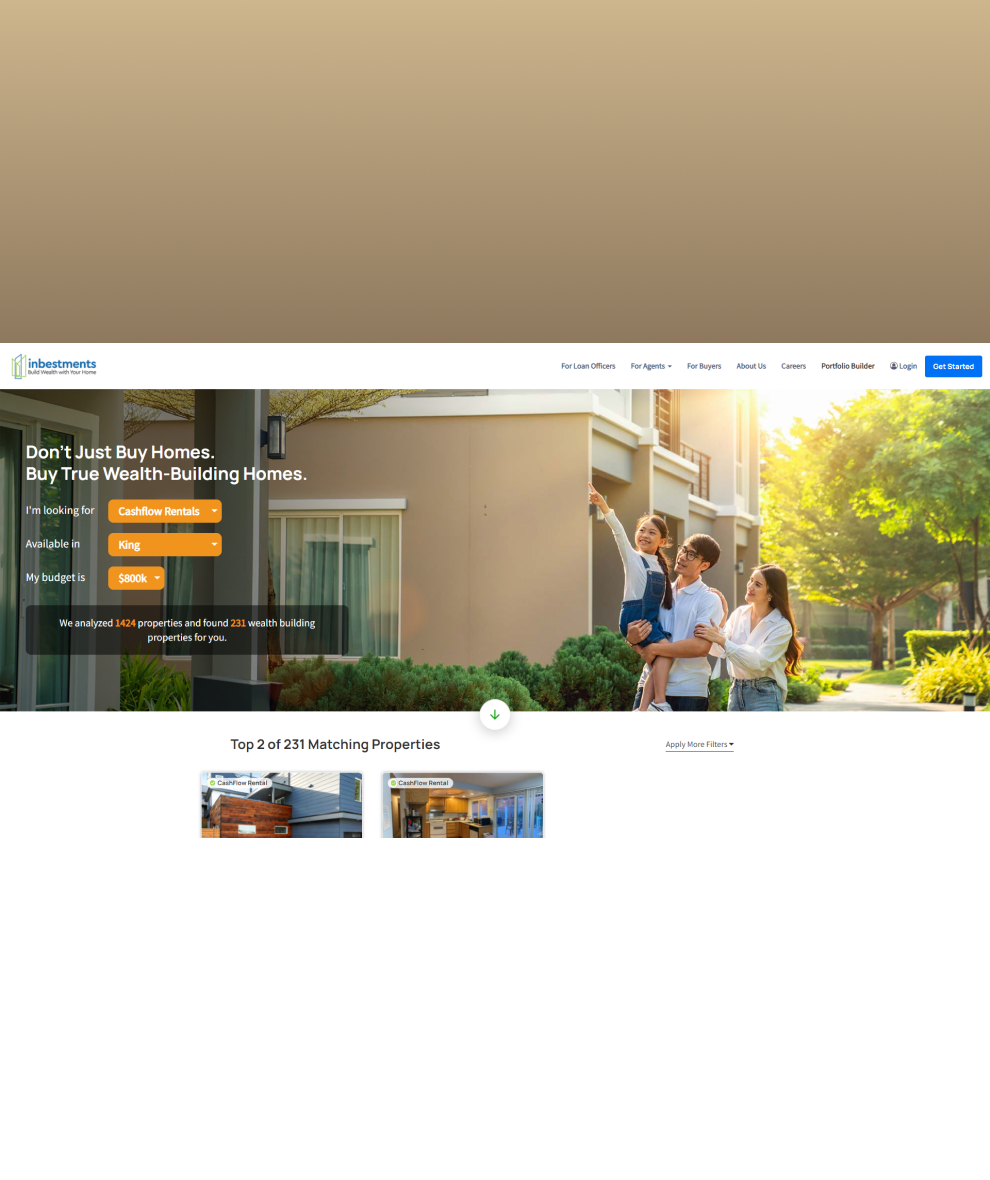 inbestments
Build Wealth with Your Home
For Loan Officers
For Agents
For Buyers
About Us
Careers
Portfolio Builder
Login
Get Started
Don't Just Buy Homes.
Buy True Wealth-Building Homes.
I'm looking for
Cashflow Rentals
Available in
King
My budget is
$800k
We analyzed 1424 properties and found 231 wealth building
properties for you.
Top 2 of 231 Matching Properties
Apply More Filters
CashFlow Rental
CashFlow Rental